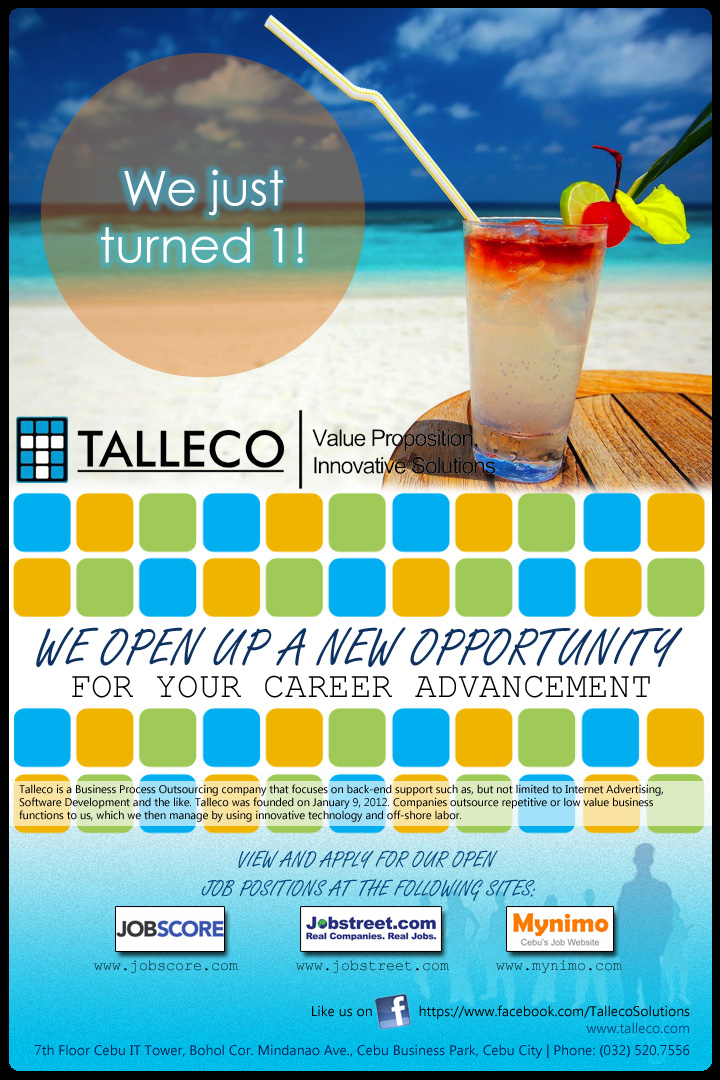 We just
turned 1!
TALLECO
Value Proposition,
Innovative Solutions
WE OPEN UP A NEW OPPORTUNITY
FOR YOUR CAREER ADVANCEMENT
Talleco is a Business Process Outsourcing company that focuses on back-end support such as, but not limited to Internet Advertising,
Software Development and the like. Talleco was founded on January 9, 2012. Companies outsource repetitive or low value business
functions to us, which we then manage by using innovative technology and off-shore labor.
VIEW AND APPLY FOR OUR OPEN
JOB POSITIONS AT THE FOLLOWING SITES:
JOBSCORE
www.jobscore.com
Jobstreet.com
Real Companies. Real Jobs.
www.jobstreet.com
Mynimo
Cebu's Job Website
www.mynimo.com
Like us on f https://www.facebook.com/TallecoSolutions
www.talleco.com
7th Floor Cebu IT Tower, Bohol Cor. Mindanao Ave., Cebu Business Park, Cebu City | Phone: (032) 520.7556